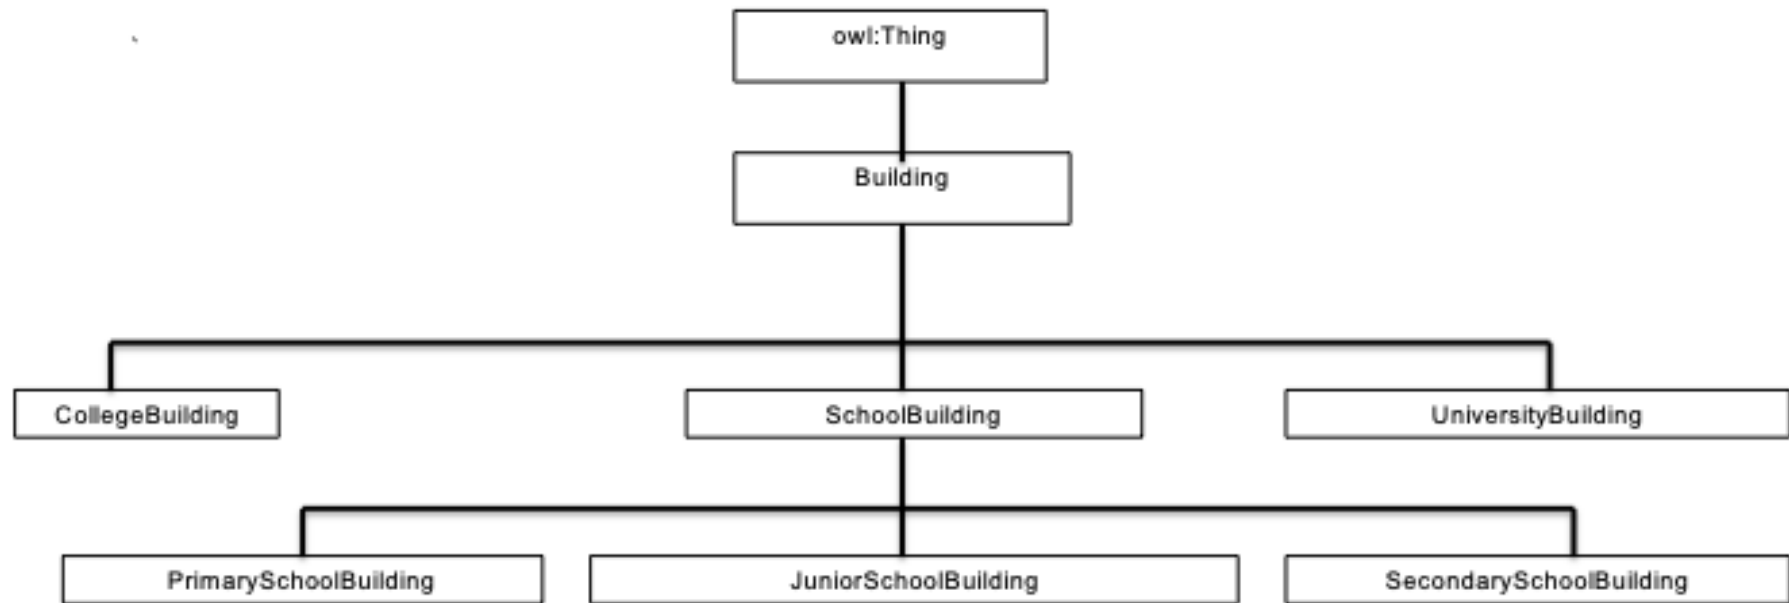 owl:Thing
Building
CollegeBuilding
SchoolBuilding
UniversityBuilding
PrimarySchoolBuilding
JuniorSchoolBuilding
SecondarySchoolBuilding